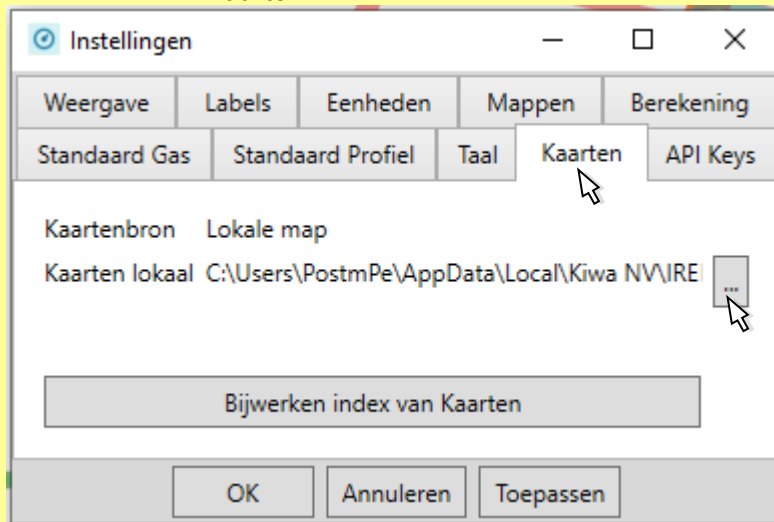 Instellingen
Weergave Labels Eenheden Mappen Berekening
Standaard Gas Standaard Profiel Taal Kaarten API Keys
Kaartenbron Lokale map
Kaarten lokaal C:\Users\PostmPe\AppData\Local\Kiwa NV\IREI ...
Bijwerken index van Kaarten
OK Annuleren Toepassen